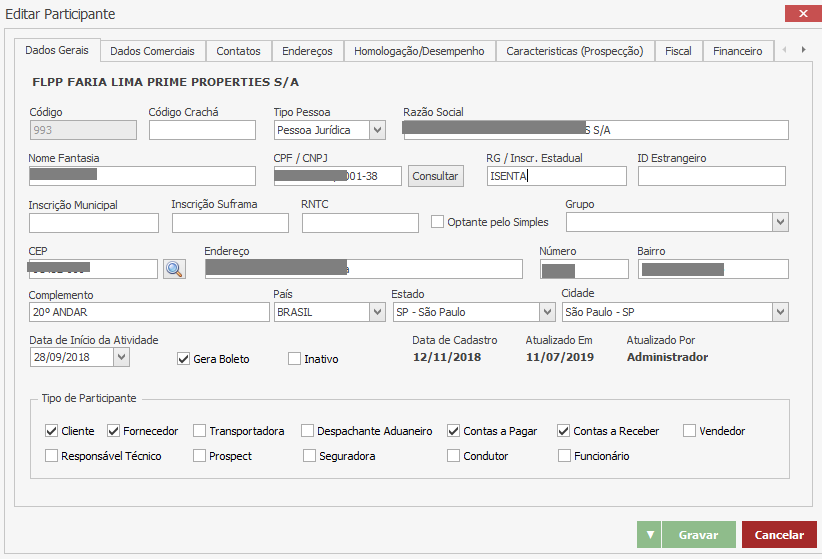 Editar Participante
Dados Gerais Dados Comerciais Contatos Endereços Homologação/Desempenho Caracteristicas (Prospecção) Fiscal Financeiro
FLPP FARIA LIMA PRIME PROPERTIES S/A
Código Código Crachá Tipo Pessoa Razão Social
993 Pessoa Jurídica S S/A
Nome Fantasia CPF / CNPJ RG / Inscr. Estadual ID Estrangeiro
001-38 Consultar ISENTA
Inscrição Municipal Inscrição Suframa RNTC Optante pelo Simples Grupo
CEP Endereço Número Bairro
Complemento País Estado Cidade
20º ANDAR BRASIL SP - São Paulo São Paulo - SP
Data de Início da Atividade Data de Cadastro Atualizado Em Atualizado Por
28/09/2018 Gera Boleto Inativo 12/11/2018 11/07/2019 Administrador
Tipo de Participante
Cliente Fornecedor Transportadora Despachante Aduaneiro Contas a Pagar Contas a Receber Vendedor
Responsável Técnico Prospect Seguradora Condutor Funcionário
Gravar Cancelar